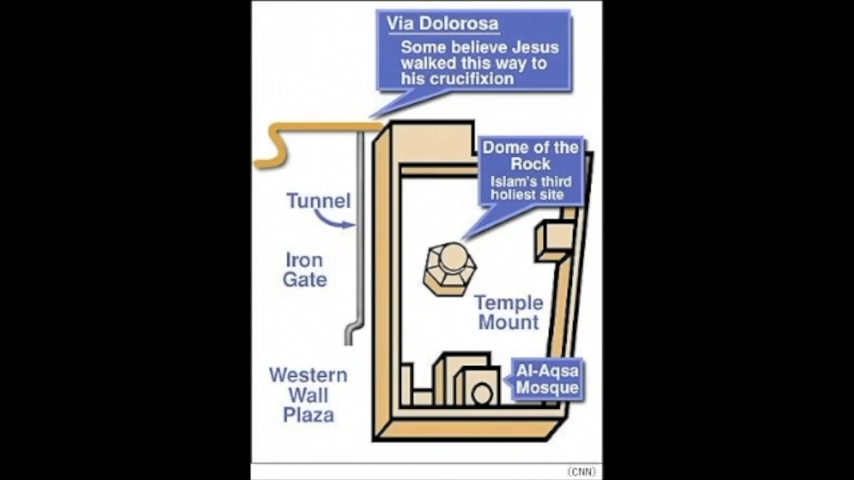 Via Dolorosa
Some believe Jesus
walked this way to
his crucifixion
Dome of the
Rock
Islam's third
holiest site
Tunnel
Iron
Gate
Temple
Mount
Western
Wall
Plaza
Al-Aqsa
Mosque
(CNN)